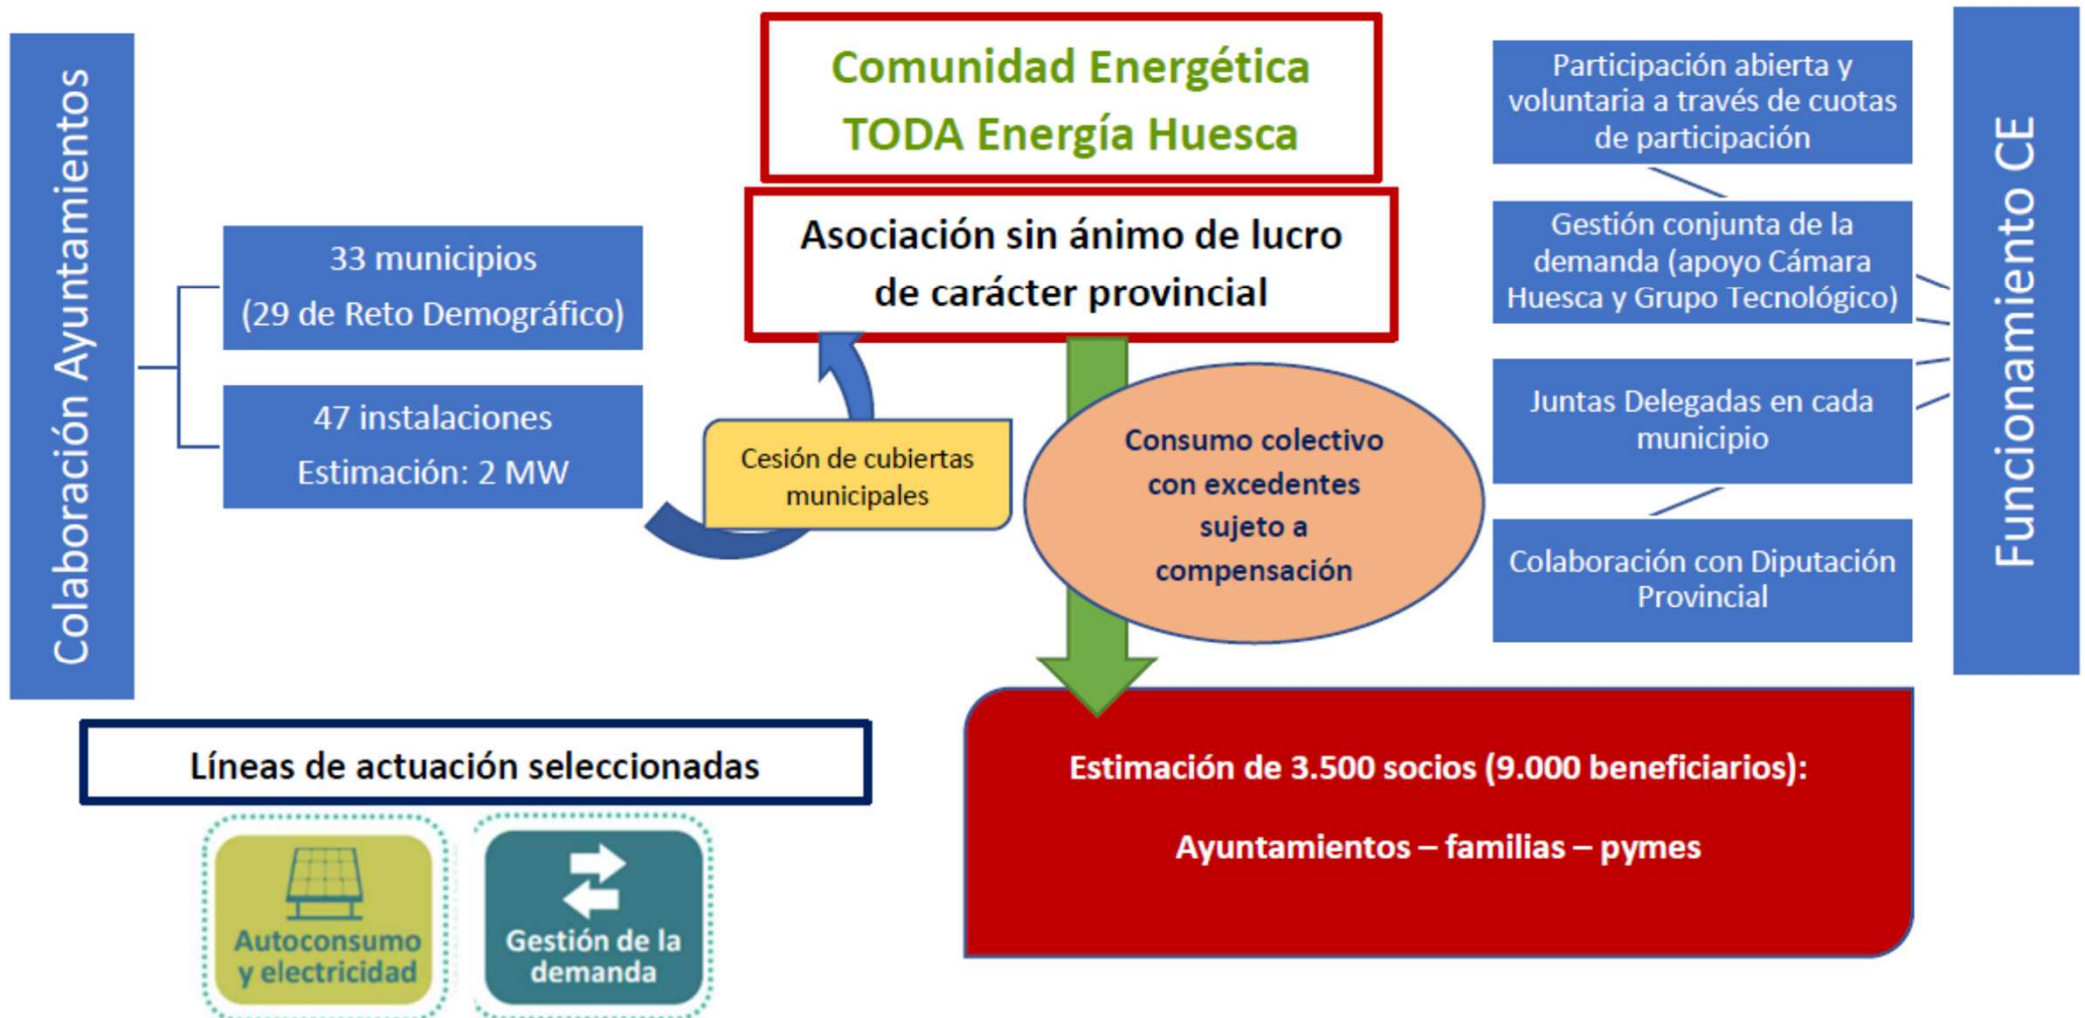 Colaboración Ayuntamientos
33 municipios
(29 de Reto Demográfico)
47 instalaciones
Estimación: 2 MW
Comunidad Energética
TODA Energía Huesca
Asociación sin ánimo de lucro
de carácter provincial
Cesión de cubiertas
municipales
Consumo colectivo
con excedentes
sujeto a
compensación
Participación abierta y
voluntaria a través de cuotas
de participación
Gestión conjunta de la
demanda (apoyo Cámara
Huesca y Grupo Tecnológico)
Juntas Delegadas en cada
municipio
Colaboración con Diputación
Provincial
Funcionamiento CE
Líneas de actuación seleccionadas
Autoconsumo
y electricidad
Gestión de la
demanda
Estimación de 3.500 socios (9.000 beneficiarios):
Ayuntamientos – familias – pymes